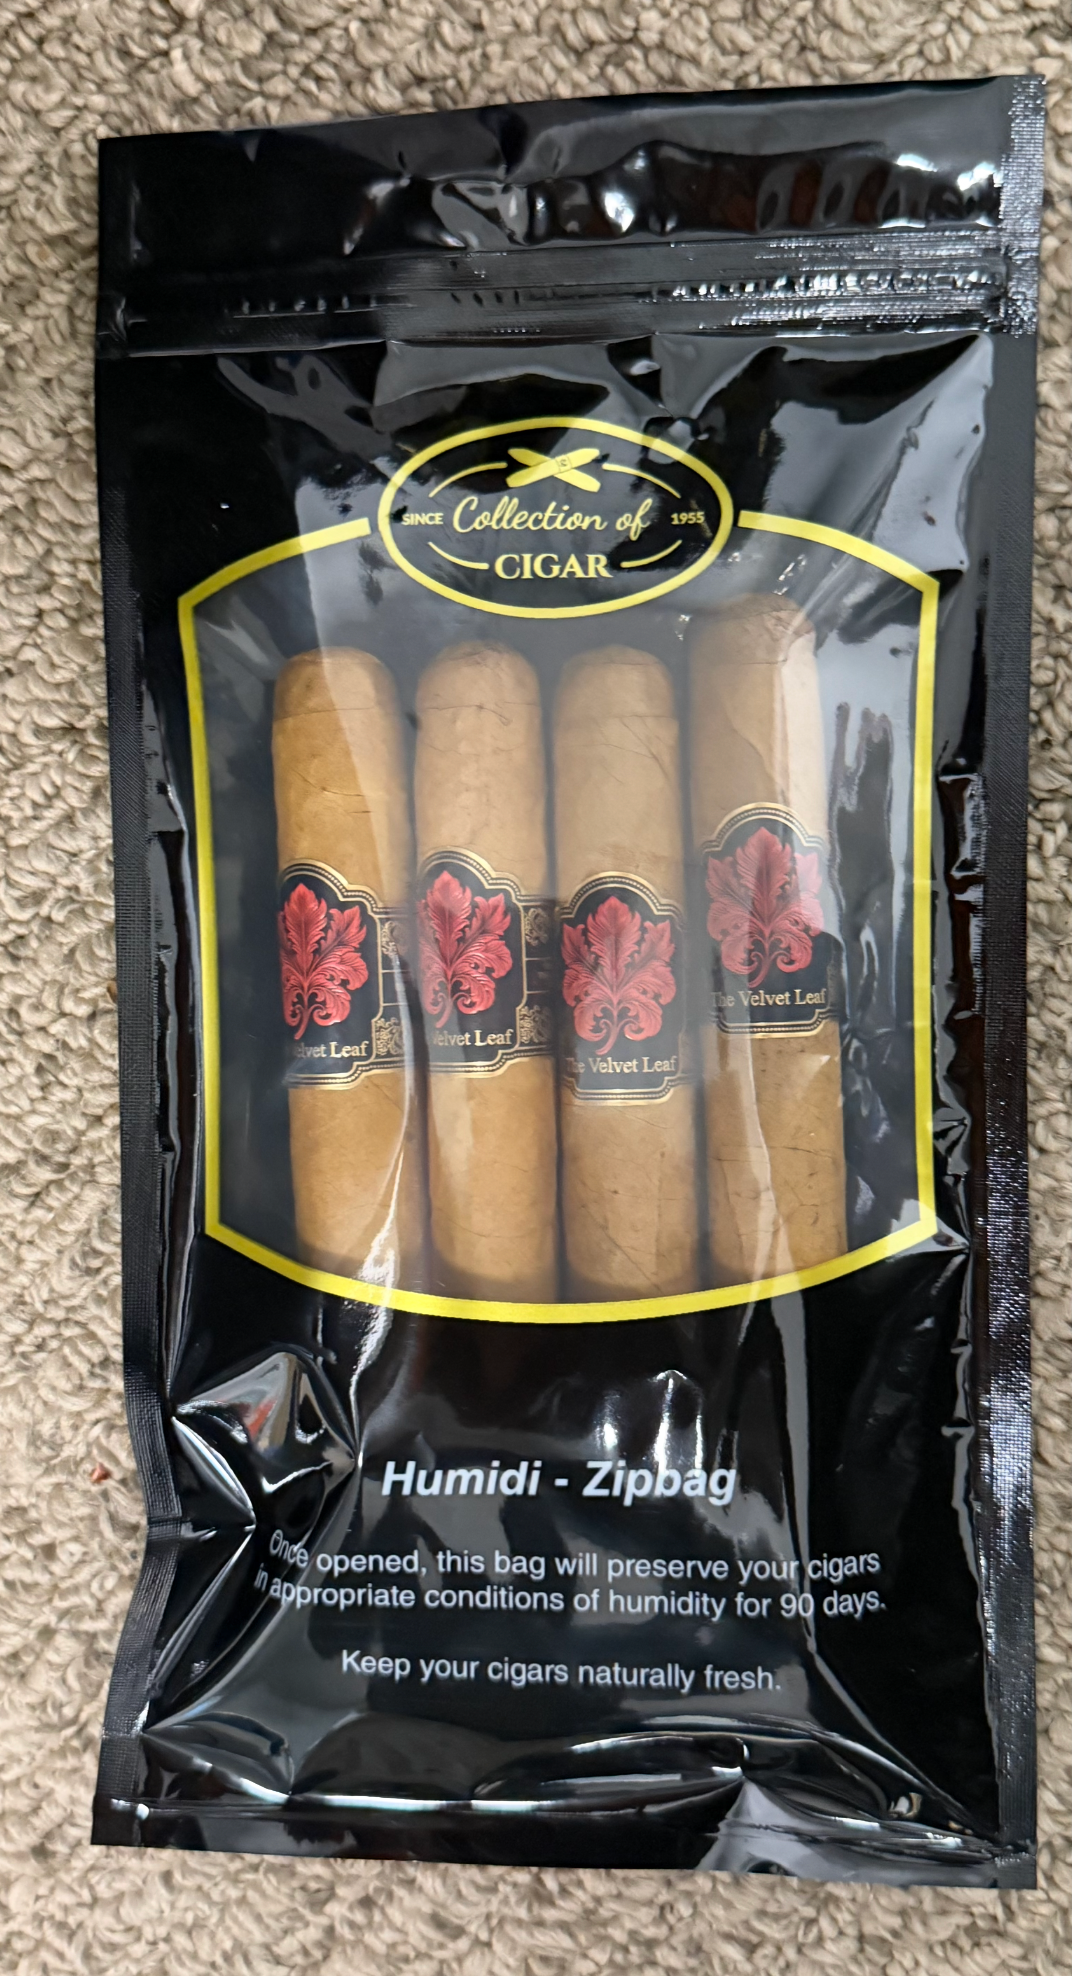 SINCE Collection of 1955
CIGAR
elvet Leaf
Velvet Leaf
The Velvet Leaf
The Velvet Leaf
Humidi - Zipbag
Once opened, this bag will preserve your cigars
in appropriate conditions of humidity for 90 days.
Keep your cigars naturally fresh.